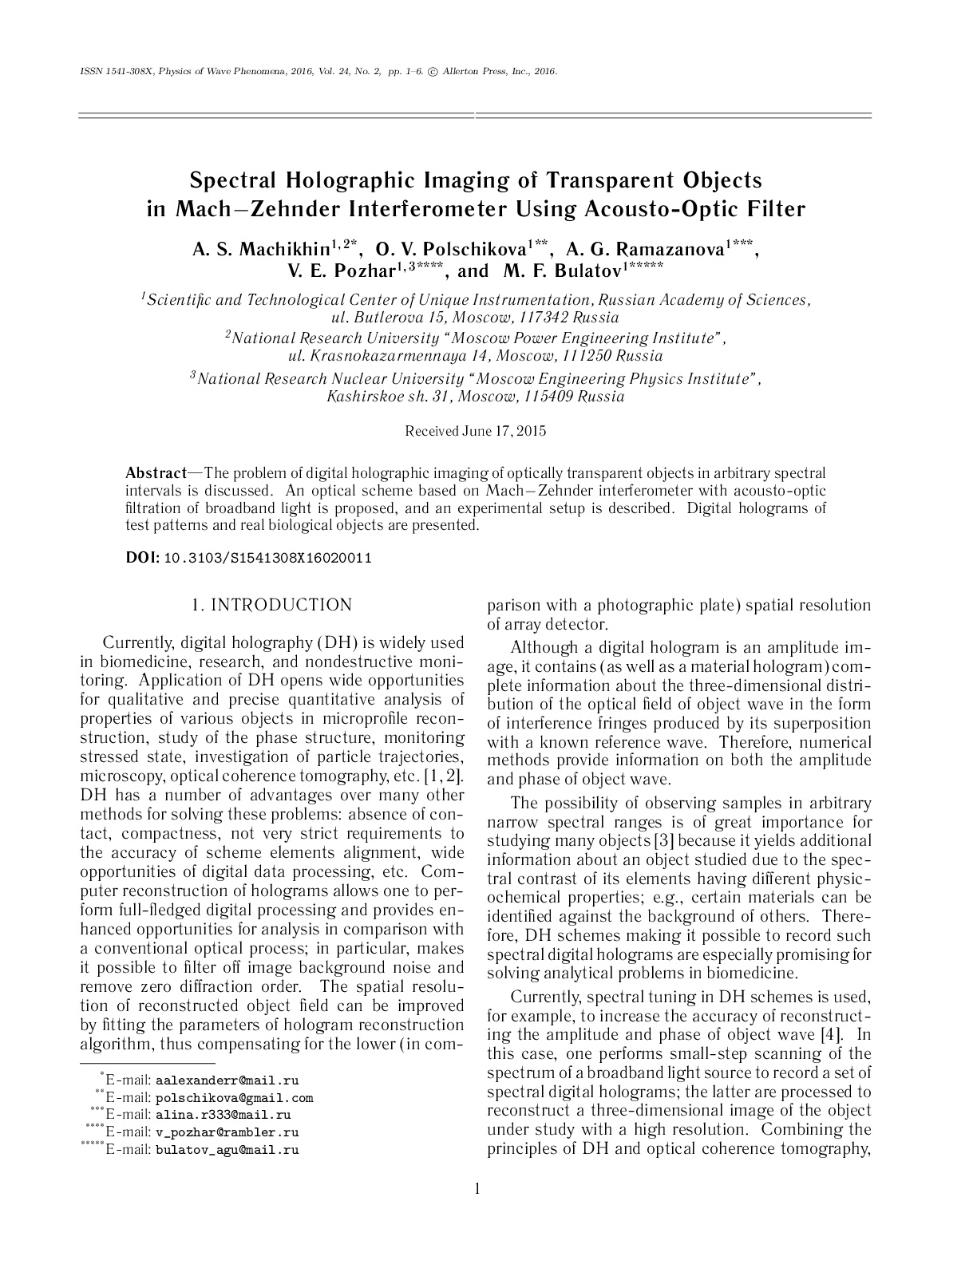 ISSN 1541-308X, Physics of Wave Phenomena, 2016, Vol. 24, No. 2, pp. 1–6. © Allerton Press, Inc., 2016.
Spectral Holographic Imaging of Transparent Objects
in Mach–Zehnder Interferometer Using Acousto-Optic Filter
A. S. Machikhin1,2*, O. V. Polschikova1**, A. G. Ramazanova1***,
V. E. Pozhar1,3****, and M. F. Bulatov1*****
1Scientific and Technological Center of Unique Instrumentation, Russian Academy of Sciences,
ul. Butlerova 15, Moscow, 117342 Russia
2National Research University “Moscow Power Engineering Institute”,
ul. Krasnokazarmennaya 14, Moscow, 111250 Russia
3National Research Nuclear University “Moscow Engineering Physics Institute”,
Kashirskoe sh. 31, Moscow, 115409 Russia
Received June 17, 2015
Abstract—The problem of digital holographic imaging of optically transparent objects in arbitrary spectral
intervals is discussed. An optical scheme based on Mach–Zehnder interferometer with acousto-optic
filtration of broadband light is proposed, and an experimental setup is described. Digital holograms of
test patterns and real biological objects are presented.
DOI: 10.3103/S1541308X16020011
1. INTRODUCTION
Currently, digital holography (DH) is widely used
in biomedicine, research, and nondestructive moni-
toring. Application of DH opens wide opportunities
for qualitative and precise quantitative analysis of
properties of various objects in microprofile recon-
struction, study of the phase structure, monitoring
stressed state, investigation of particle trajectories,
microscopy, optical coherence tomography, etc. [1, 2].
DH has a number of advantages over many other
methods for solving these problems: absence of con-
tact, compactness, not very strict requirements to
the accuracy of scheme elements alignment, wide
opportunities of digital data processing, etc. Com-
puter reconstruction of holograms allows one to per-
form full-fledged digital processing and provides en-
hanced opportunities for analysis in comparison with
a conventional optical process; in particular, makes
it possible to filter off image background noise and
remove zero diffraction order. The spatial resolu-
tion of reconstructed object field can be improved
by fitting the parameters of hologram reconstruction
algorithm, thus compensating for the lower (in com-
*E-mail: aalexanderr@mail.ru
**E-mail: polschikova@gmail.com
***E-mail: alina.r333@mail.ru
****E-mail: v_pozhar@rambler.ru
*****E-mail: bulatov_agu@mail.ru
parison with a photographic plate) spatial resolution
of array detector.
Although a digital hologram is an amplitude im-
age, it contains (as well as a material hologram) com-
plete information about the three-dimensional distri-
bution of the optical field of object wave in the form
of interference fringes produced by its superposition
with a known reference wave. Therefore, numerical
methods provide information on both the amplitude
and phase of object wave.
The possibility of observing samples in arbitrary
narrow spectral ranges is of great importance for
studying many objects [3] because it yields additional
information about an object studied due to the spec-
tral contrast of its elements having different physic-
ochemical properties; e.g., certain materials can be
identified against the background of others. There-
fore, DH schemes making it possible to record such
spectral digital holograms are especially promising for
solving analytical problems in biomedicine.
Currently, spectral tuning in DH schemes is used,
for example, to increase the accuracy of reconstruct-
ing the amplitude and phase of object wave [4]. In
this case, one performs small-step scanning of the
spectrum of a broadband light source to record a set of
spectral digital holograms; the latter are processed to
reconstruct a three-dimensional image of the object
under study with a high resolution. Combining the
principles of DH and optical coherence tomography,
1